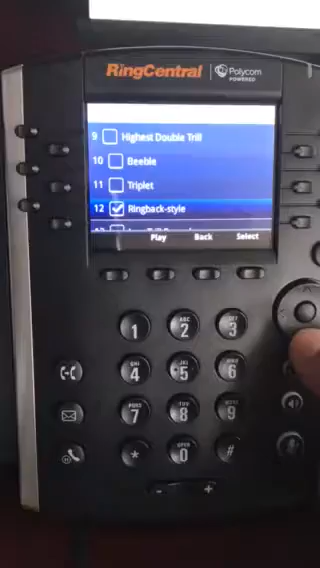 RingCentral Polycom
POWERED
9 Highest Double Trill
10 Beeble
11 Triplet
12 Ringback-style
Play Back Select
1 2 ABC 3 DEF
4 GHI 5 JKL 6 MNO
7 PQRS 8 TUV 9 WXYZ
* 0 OPER #
- +